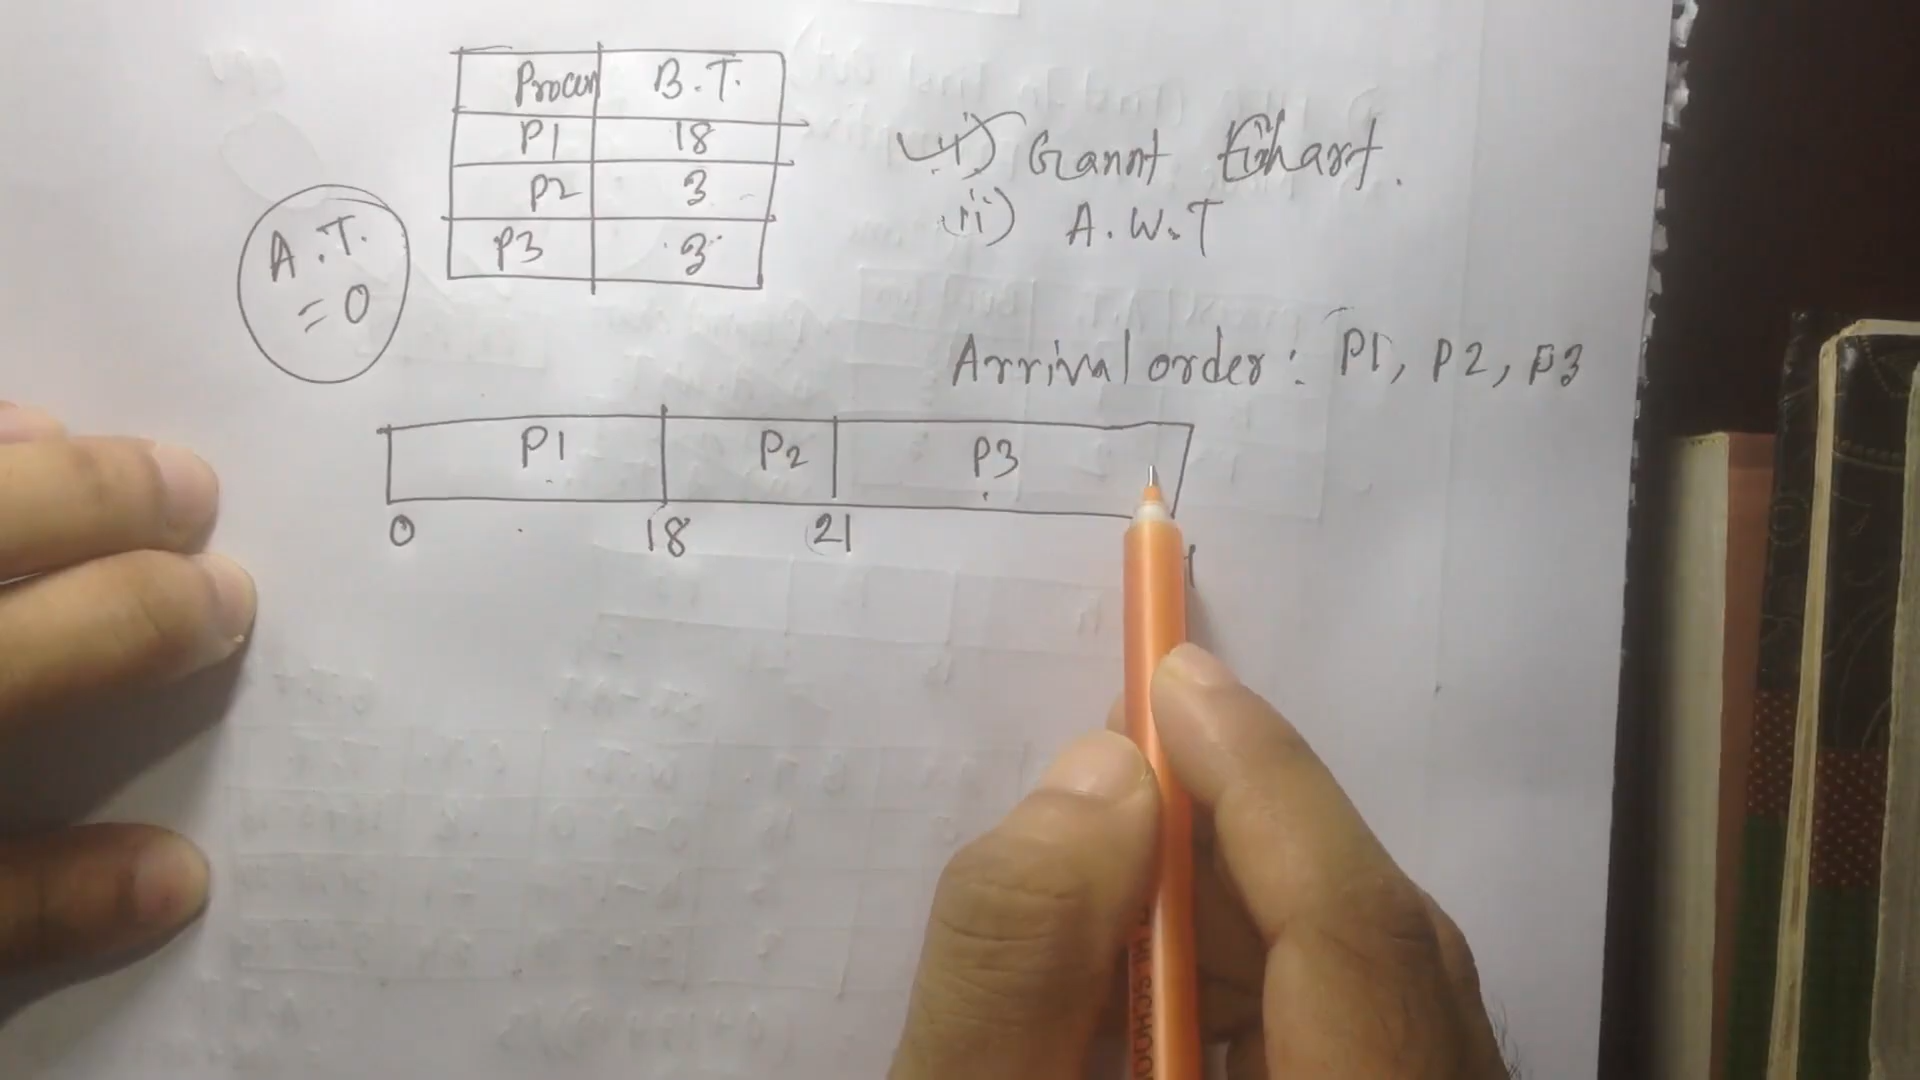 Process B.T.
P1 18
P2 3
P3 3
A.T.
=0
i) Gannt Chart.
ii) A.W.T
Arrival order: P1, P2, P3
P1 P2 P3
0 18 21